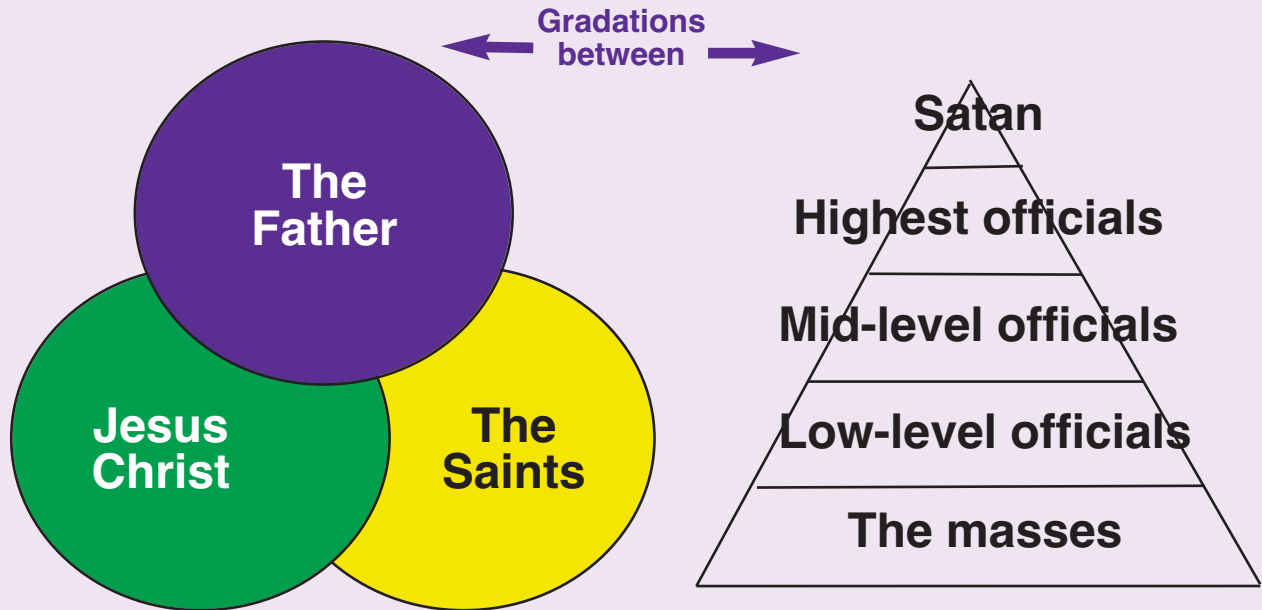 Gradations
between
The
Father
Jesus
Christ
The
Saints
Satan
Highest officials
Mid-level officials
Low-level officials
The masses